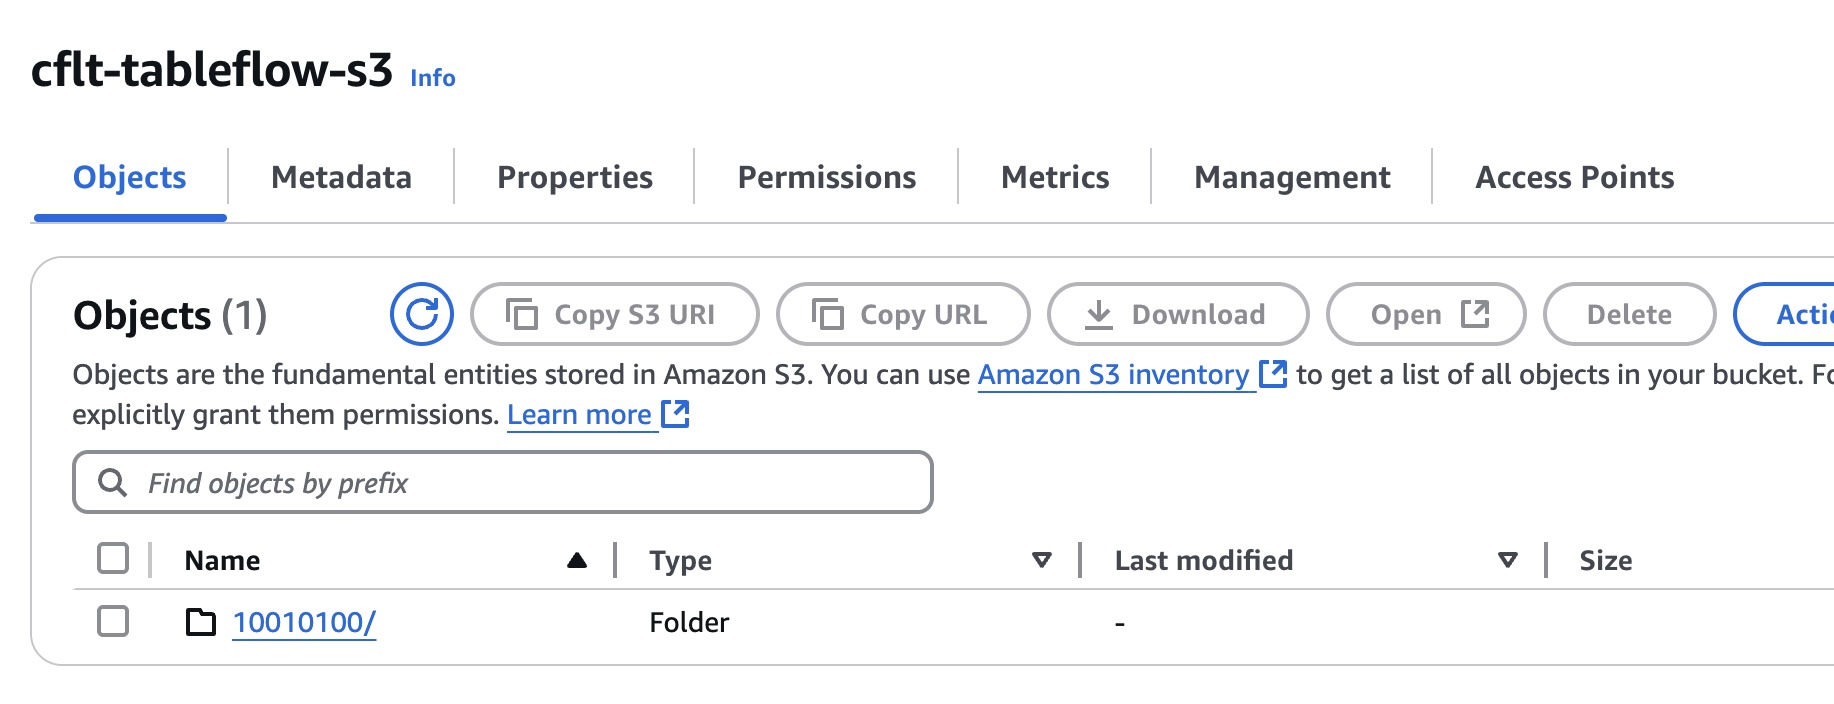 cflt-tableflow-s3 Info
Objects Metadata Properties Permissions Metrics Management Access Points
Objects (1) Copy S3 URI Copy URL Download Open Delete
Objects are the fundamental entities stored in Amazon S3. You can use Amazon S3 inventory to get a list of all objects in your bucket.
explicitly grant them permissions. Learn more
Find objects by prefix
Name Type Last modified Size
10010100/ Folder -